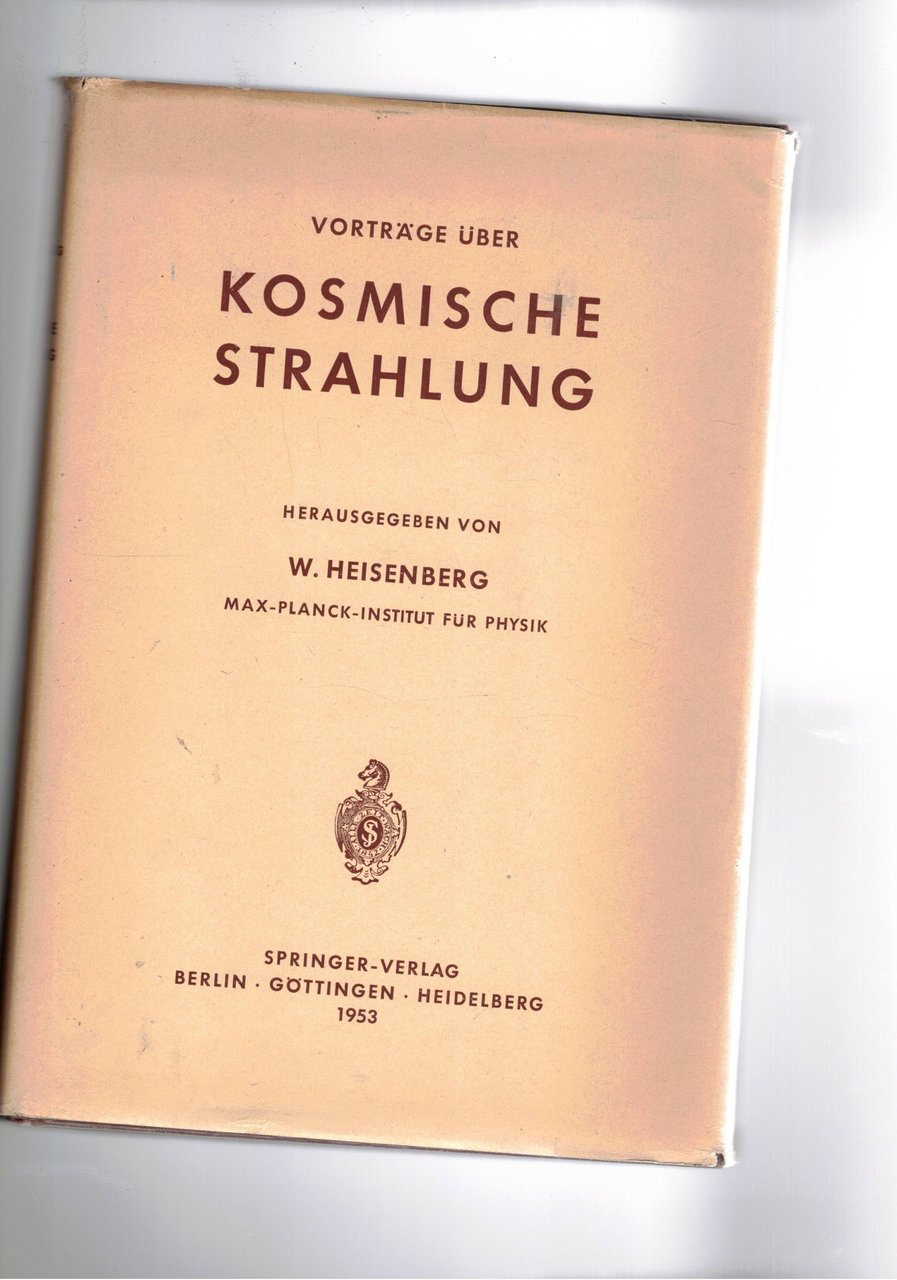 VORTRÄGE ÜBER
KOSMISCHE
STRAHLUNG
HERAUSGEGEBEN VON
W. HEISENBERG
MAX-PLANCK-INSTITUT FÜR PHYSIK
SPRINGER-VERLAG
BERLIN · GÖTTINGEN · HEIDELBERG
1953